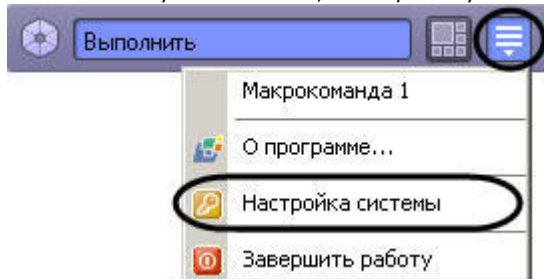 Выполнить
Макрокоманда 1
О программе...
Настройка системы
Завершить работу